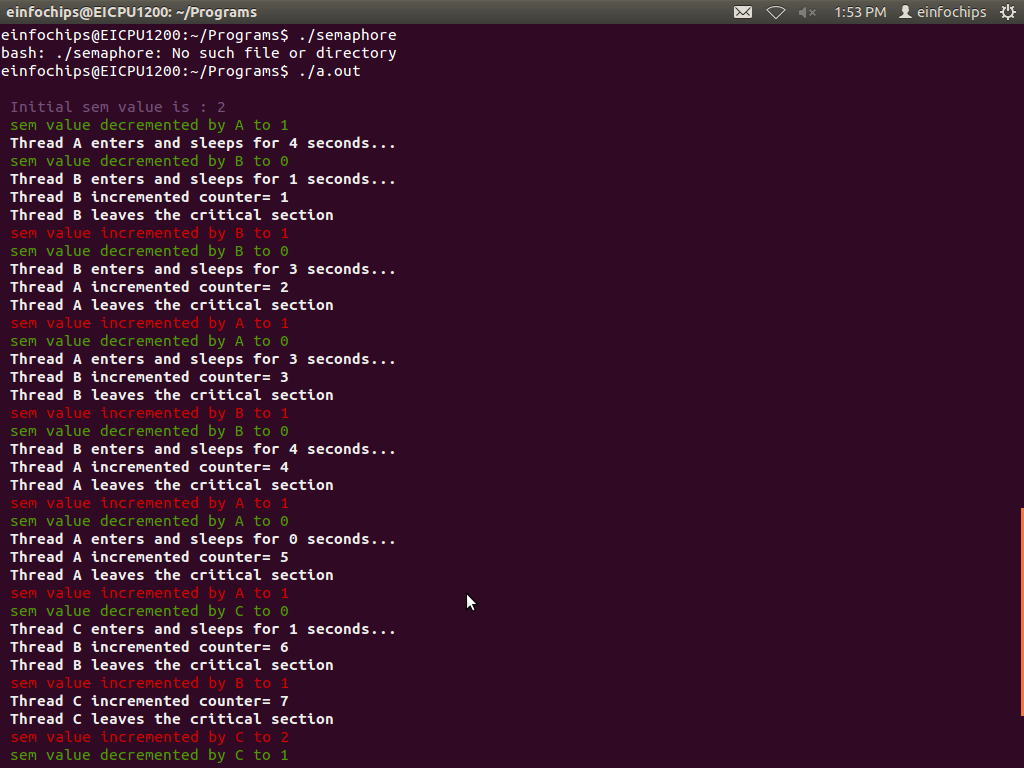 einfochips@EICPU1200: ~/Programs 1:53 PM einfochips
einfochips@EICPU1200:~/Programs$ ./semaphore
bash: ./semaphore: No such file or directory
einfochips@EICPU1200:~/Programs$ ./a.out
Initial sem value is : 2
sem value decremented by A to 1
Thread A enters and sleeps for 4 seconds...
sem value decremented by B to 0
Thread B enters and sleeps for 1 seconds...
Thread B incremented counter= 1
Thread B leaves the critical section
sem value incremented by B to 1
sem value decremented by B to 0
Thread B enters and sleeps for 3 seconds...
Thread A incremented counter= 2
Thread A leaves the critical section
sem value incremented by A to 1
sem value decremented by A to 0
Thread A enters and sleeps for 3 seconds...
Thread B incremented counter= 3
Thread B leaves the critical section
sem value incremented by B to 1
sem value decremented by B to 0
Thread B enters and sleeps for 4 seconds...
Thread A incremented counter= 4
Thread A leaves the critical section
sem value incremented by A to 1
sem value decremented by A to 0
Thread A enters and sleeps for 0 seconds...
Thread A incremented counter= 5
Thread A leaves the critical section
sem value incremented by A to 1
sem value decremented by C to 0
Thread C enters and sleeps for 1 seconds...
Thread B incremented counter= 6
Thread B leaves the critical section
sem value incremented by B to 1
Thread C incremented counter= 7
Thread C leaves the critical section
sem value incremented by C to 2
sem value decremented by C to 1